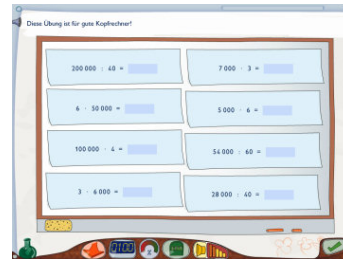 Diese Übung ist für gute Kopfrechner!
200 000 : 40 =
7 000 · 3 =
6 · 50 000 =
5 000 · 6 =
100 000 · 4 =
54 000 : 60 =
3 · 6 000 =
28 000 : 40 =
0100